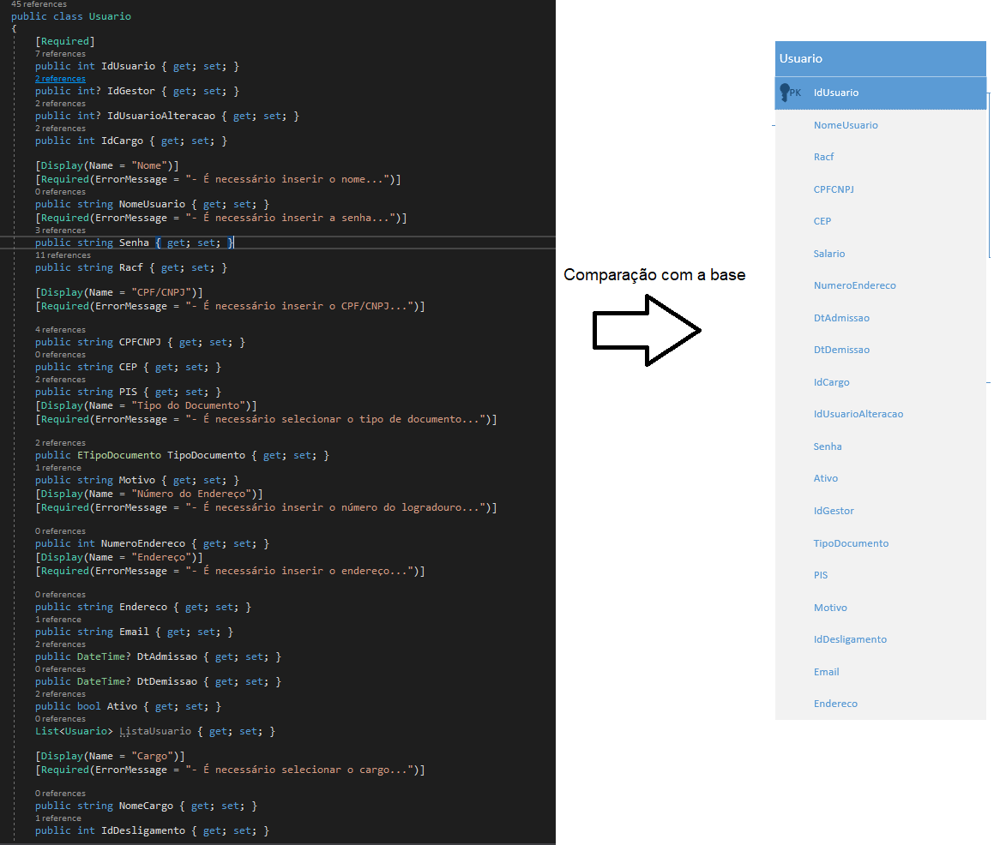 45 references
public class Usuario
{
[Required]
7 references
public int IdUsuario { get; set; }
2 references
public int? IdGestor { get; set; }
2 references
public int? IdUsuarioAlteracao { get; set; }
2 references
public int IdCargo { get; set; }
[Display(Name = "Nome")]
[Required(ErrorMessage = "- É necessário inserir o nome...")]
0 references
public string NomeUsuario { get; set; }
[Required(ErrorMessage = "- É necessário inserir a senha...")]
3 references
public string Senha { get; set; }
11 references
public string Racf { get; set; }
[Display(Name = "CPF/CNPJ")]
[Required(ErrorMessage = "- É necessário inserir o CPF/CNPJ...")]
4 references
public string CPFCNPJ { get; set; }
0 references
public string CEP { get; set; }
2 references
public string PIS { get; set; }
[Display(Name = "Tipo do Documento")]
[Required(ErrorMessage = "- É necessário selecionar o tipo de documento...")]
2 references
public ETipoDocumento TipoDocumento { get; set; }
1 reference
public string Motivo { get; set; }
[Display(Name = "Número do Endereço")]
[Required(ErrorMessage = "- É necessário inserir o número do logradouro...")]
0 references
public int NumeroEndereco { get; set; }
[Display(Name = "Endereço")]
[Required(ErrorMessage = "- É necessário inserir o endereço...")]
0 references
public string Endereco { get; set; }
1 reference
public string Email { get; set; }
2 references
public DateTime? DtAdmissao { get; set; }
0 references
public DateTime? DtDemissao { get; set; }
2 references
public bool Ativo { get; set; }
0 references
List<Usuario> ListaUsuario { get; set; }
[Display(Name = "Cargo")]
[Required(ErrorMessage = "- É necessário selecionar o cargo...")]
0 references
public string NomeCargo { get; set; }
1 reference
public int IdDesligamento { get; set; }
Comparação com a base
Usuario
PK IdUsuario
NomeUsuario
Racf
CPFCNPJ
CEP
Salario
NumeroEndereco
DtAdmissao
DtDemissao
IdCargo
IdUsuarioAlteracao
Senha
Ativo
IdGestor
TipoDocumento
PIS
Motivo
IdDesligamento
Email
Endereco